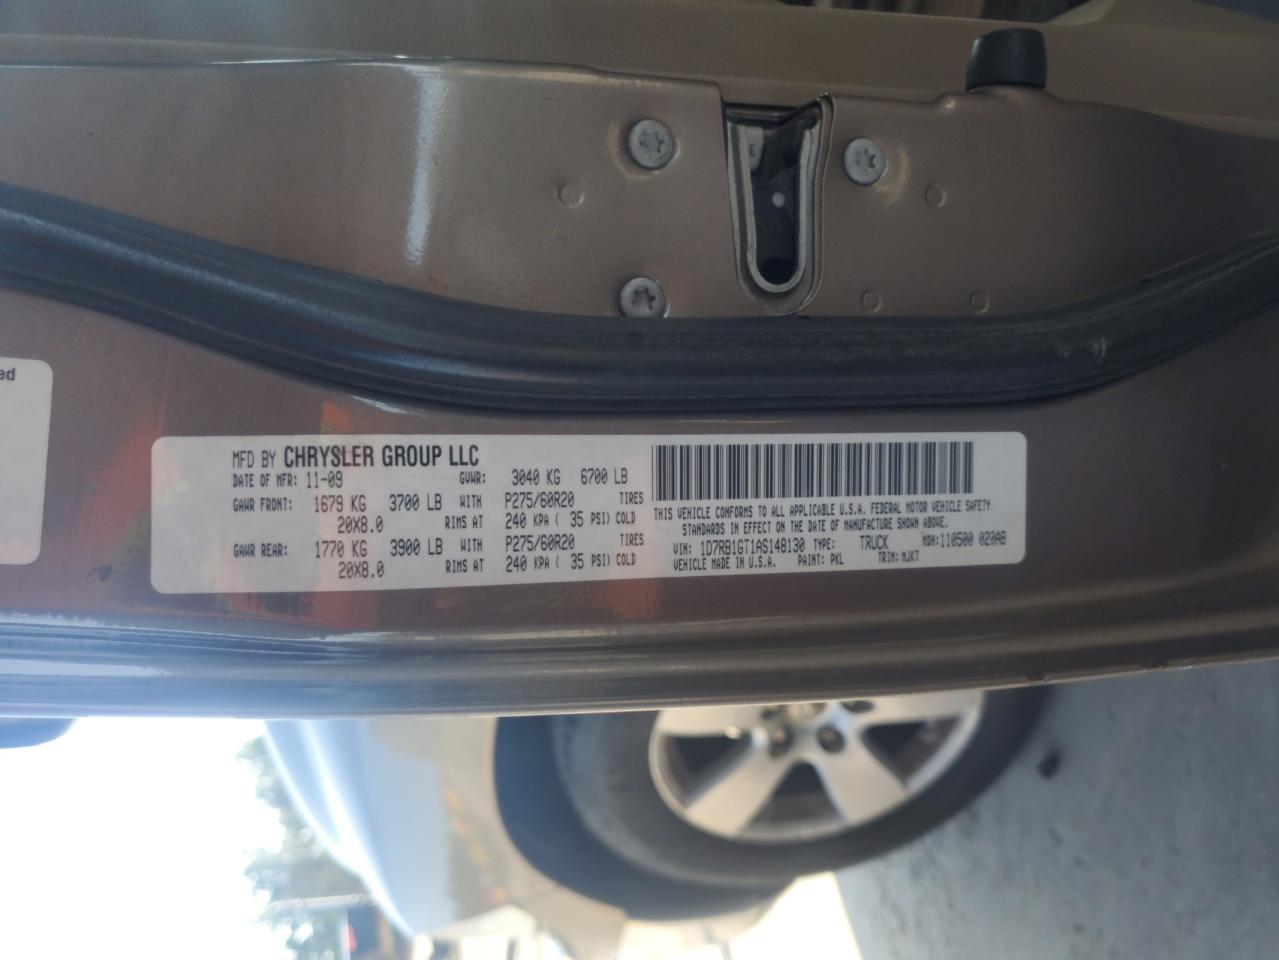 E
ed
MFD BY CHRYSLER GROUP LLC
DATE OF MFR: 11-09 GVWR: 3040 KG 6700 LB
GAWR FRONT: 1679 KG 3700 LB WITH P275/60R20 TIRES
20X8.0 RIMS AT 240 KPA ( 35 PSI) COLD
GAWR REAR: 1770 KG 3900 LB WITH P275/60R20 TIRES
20X8.0 RIMS AT 240 KPA ( 35 PSI) COLD
THIS VEHICLE CONFORMS TO ALL APPLICABLE U.S.A. FEDERAL MOTOR VEHICLE SAFETY
STANDARDS IN EFFECT ON THE DATE OF MANUFACTURE SHOWN ABOVE.
VIN: 1D7RB1GT1AS148130 TYPE: TRUCK MDH: 110500 020AB
VEHICLE MADE IN U.S.A. PAINT: PKL TRIM: MJKT